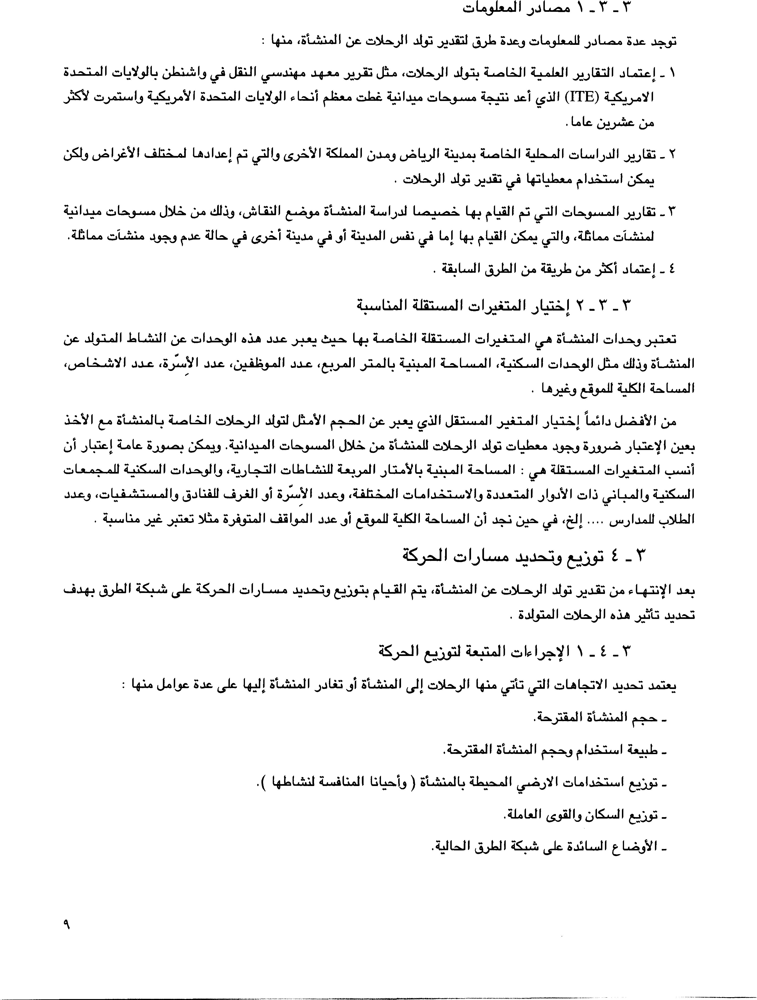 ٣ ـ ٣ ـ ١ مصادر المعلومات
توجد عدة مصادر للمعلومات وعدة طرق لتقدير تولد الرحلات عن المنشأة، منها :
١ ـ إعتماد التقارير العلمية الخاصة بتولد الرحلات، مثل تقرير معهد مهندسي النقل في واشنطن بالولايات المتحدة
الامريكية (ITE) الذي أعد نتيجة مسوحات ميدانية غطت معظم أنحاء الولايات المتحدة الأمريكية واستمرت لأكثر
من عشرين عاما.
٢ ـ تقارير الدراسات المحلية الخاصة بمدينة الرياض ومدن المملكة الأخرى والتي تم إعدادها لمختلف الأغراض ولكن
يمكن استخدام معطياتها في تقدير تولد الرحلات .
٣ ـ تقارير المسوحات التي تم القيام بها خصيصا لدراسة المنشأة موضع النقاش، وذلك من خلال مسوحات ميدانية
لمنشآت مماثلة، والتي يمكن القيام بها إما في نفس المدينة أو في مدينة أخرى في حالة عدم وجود منشآت مماثلة.
٤ ـ إعتماد أكثر من طريقة من الطرق السابقة .
٣ ـ ٣ ـ ٢ إختيار المتغيرات المستقلة المناسبة
تعتبر وحدات المنشأة هي المتغيرات المستقلة الخاصة بها حيث يعبر عدد هذه الوحدات عن النشاط المتولد عن
المنشأة وذلك مثل الوحدات السكنية، المساحة المبنية بالمتر المربع، عدد الموظفين، عدد الأسِرّة، عدد الاشخاص،
المساحة الكلية للموقع وغيرها .
من الأفضل دائماً إختيار المتغير المستقل الذي يعبر عن الحجم الأمثل لتولد الرحلات الخاصة بالمنشأة مع الأخذ
بعين الإعتبار ضرورة وجود معطيات تولد الرحلات للمنشأة من خلال المسوحات الميدانية. ويمكن بصورة عامة إعتبار أن
أنسب المتغيرات المستقلة هي : المساحة المبنية بالأمتار المربعة للنشاطات التجارية، والوحدات السكنية للمجمعات
السكنية والمباني ذات الأدوار المتعددة والاستخدامات المختلفة، وعدد الأسِرّة أو الغرف للفنادق والمستشفيات، وعدد
الطلاب للمدارس .... إلخ، في حين نجد أن المساحة الكلية للموقع أو عدد المواقف المتوفرة مثلا تعتبر غير مناسبة .
٣ ـ ٤ توزيع وتحديد مسارات الحركة
بعد الإنتهاء من تقدير تولد الرحلات عن المنشأة، يتم القيام بتوزيع وتحديد مسارات الحركة على شبكة الطرق بهدف
تحديد تأثير هذه الرحلات المتولدة .
٣ ـ ٤ ـ ١ الإجراءات المتبعة لتوزيع الحركة
يعتمد تحديد الاتجاهات التي تأتي منها الرحلات إلى المنشأة أو تغادر المنشأة إليها على عدة عوامل منها :
ـ حجم المنشأة المقترحة.
ـ طبيعة استخدام وحجم المنشأة المقترحة.
ـ توزيع استخدامات الارضي المحيطة بالمنشأة ( وأحيانا المنافسة لنشاطها ).
ـ توزيع السكان والقوى العاملة.
ـ الأوضاع السائدة على شبكة الطرق الحالية.
٩